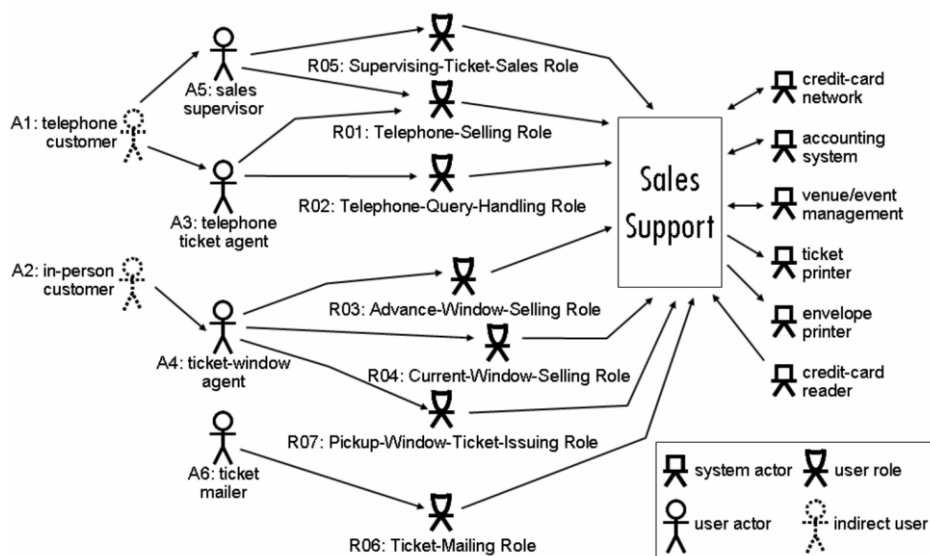 R05: Supervising-Ticket-Sales Role
A5: sales
supervisor
R01: Telephone-Selling Role
A1: telephone
customer
A3: telephone
ticket agent
R02: Telephone-Query-Handling Role
A2: in-person
customer
R03: Advance-Window-Selling Role
A4: ticket-window
agent
R04: Current-Window-Selling Role
R07: Pickup-Window-Ticket-Issuing Role
A6: ticket
mailer
R06: Ticket-Mailing Role
Sales
Support
credit-card
network
accounting
system
venue/event
management
ticket
printer
envelope
printer
credit-card
reader
system actor
user role
user actor
indirect user